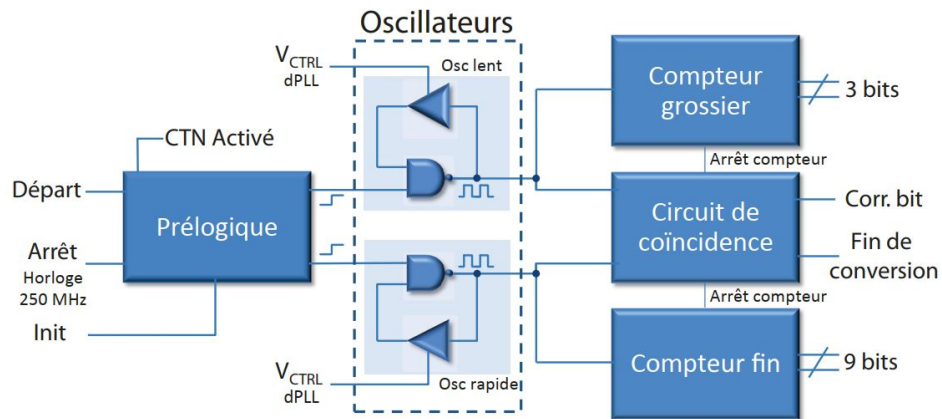 Oscillateurs
V_CTRL
dPLL
Osc lent
CTN Activé
Départ
Prélogique
Arrêt
Horloge
250 MHz
Init
V_CTRL
dPLL
Osc rapide
Compteur
grossier
3 bits
Arrêt compteur
Circuit de
coïncidence
Corr. bit
Fin de
conversion
Arrêt compteur
Compteur fin
9 bits